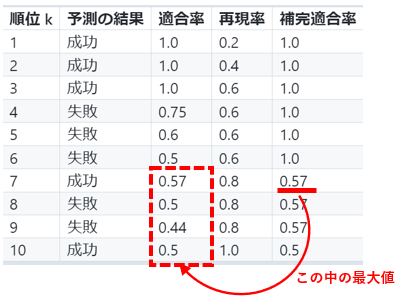 順位 k 予測の結果 適合率 再現率 補完適合率
1 成功 1.0 0.2 1.0
2 成功 1.0 0.4 1.0
3 成功 1.0 0.6 1.0
4 失敗 0.75 0.6 1.0
5 失敗 0.6 0.6 1.0
6 失敗 0.5 0.6 1.0
7 成功 0.57 0.8 0.57
8 失敗 0.5 0.8 0.57
9 失敗 0.44 0.8 0.57
10 成功 0.5 1.0 0.5
この中の最大値